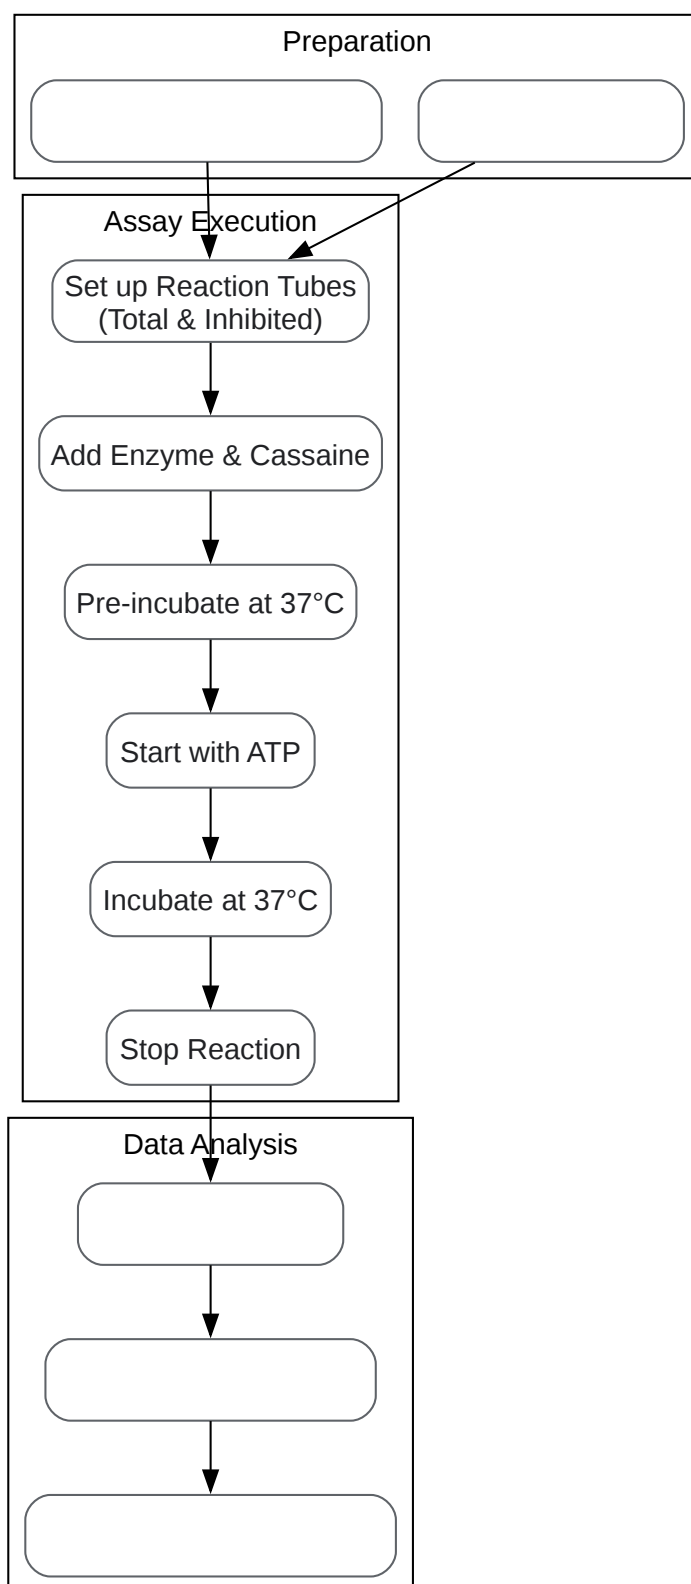 Preparation
Assay Execution
Set up Reaction Tubes
(Total & Inhibited)
Add Enzyme & Cassaine
Pre-incubate at 37°C
Start with ATP
Incubate at 37°C
Stop Reaction
Data Analysis